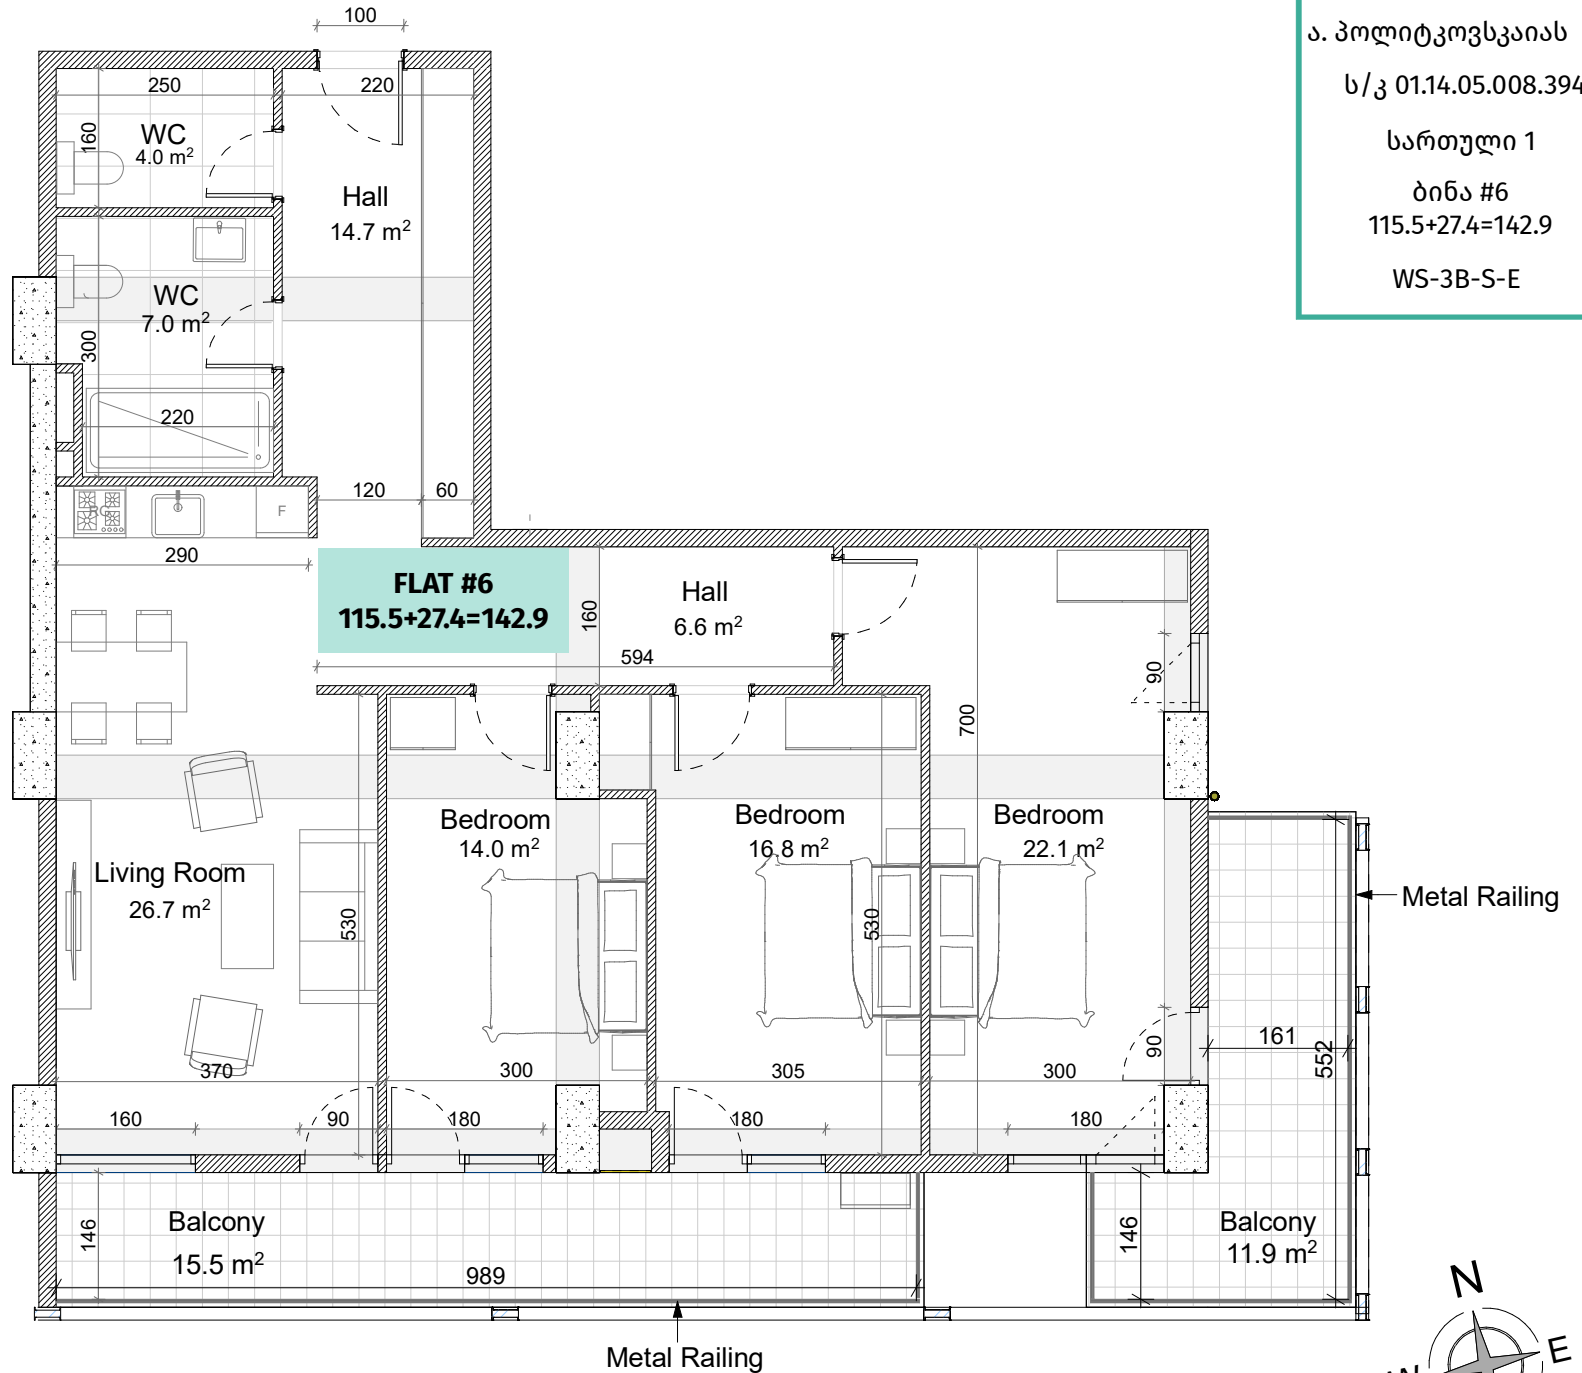 100
ა. პოლიტკოვსკაიას
ს/კ 01.14.05.008.394
სართული 1
ბინა #6
115.5+27.4=142.9
WS-3B-S-E
250
220
160
WC
4.0 m²
Hall
14.7 m²
WC
7.0 m²
300
220
120
60
F
290
FLAT #6
115.5+27.4=142.9
160
Hall
6.6 m²
594
90
700
Bedroom
14.0 m²
Bedroom
16.8 m²
Bedroom
22.1 m²
Living Room
26.7 m²
530
530
Metal Railing
161
552
90
370
300
305
300
160
90
180
180
180
146
Balcony
15.5 m²
989
146
Balcony
11.9 m²
Metal Railing
N
E